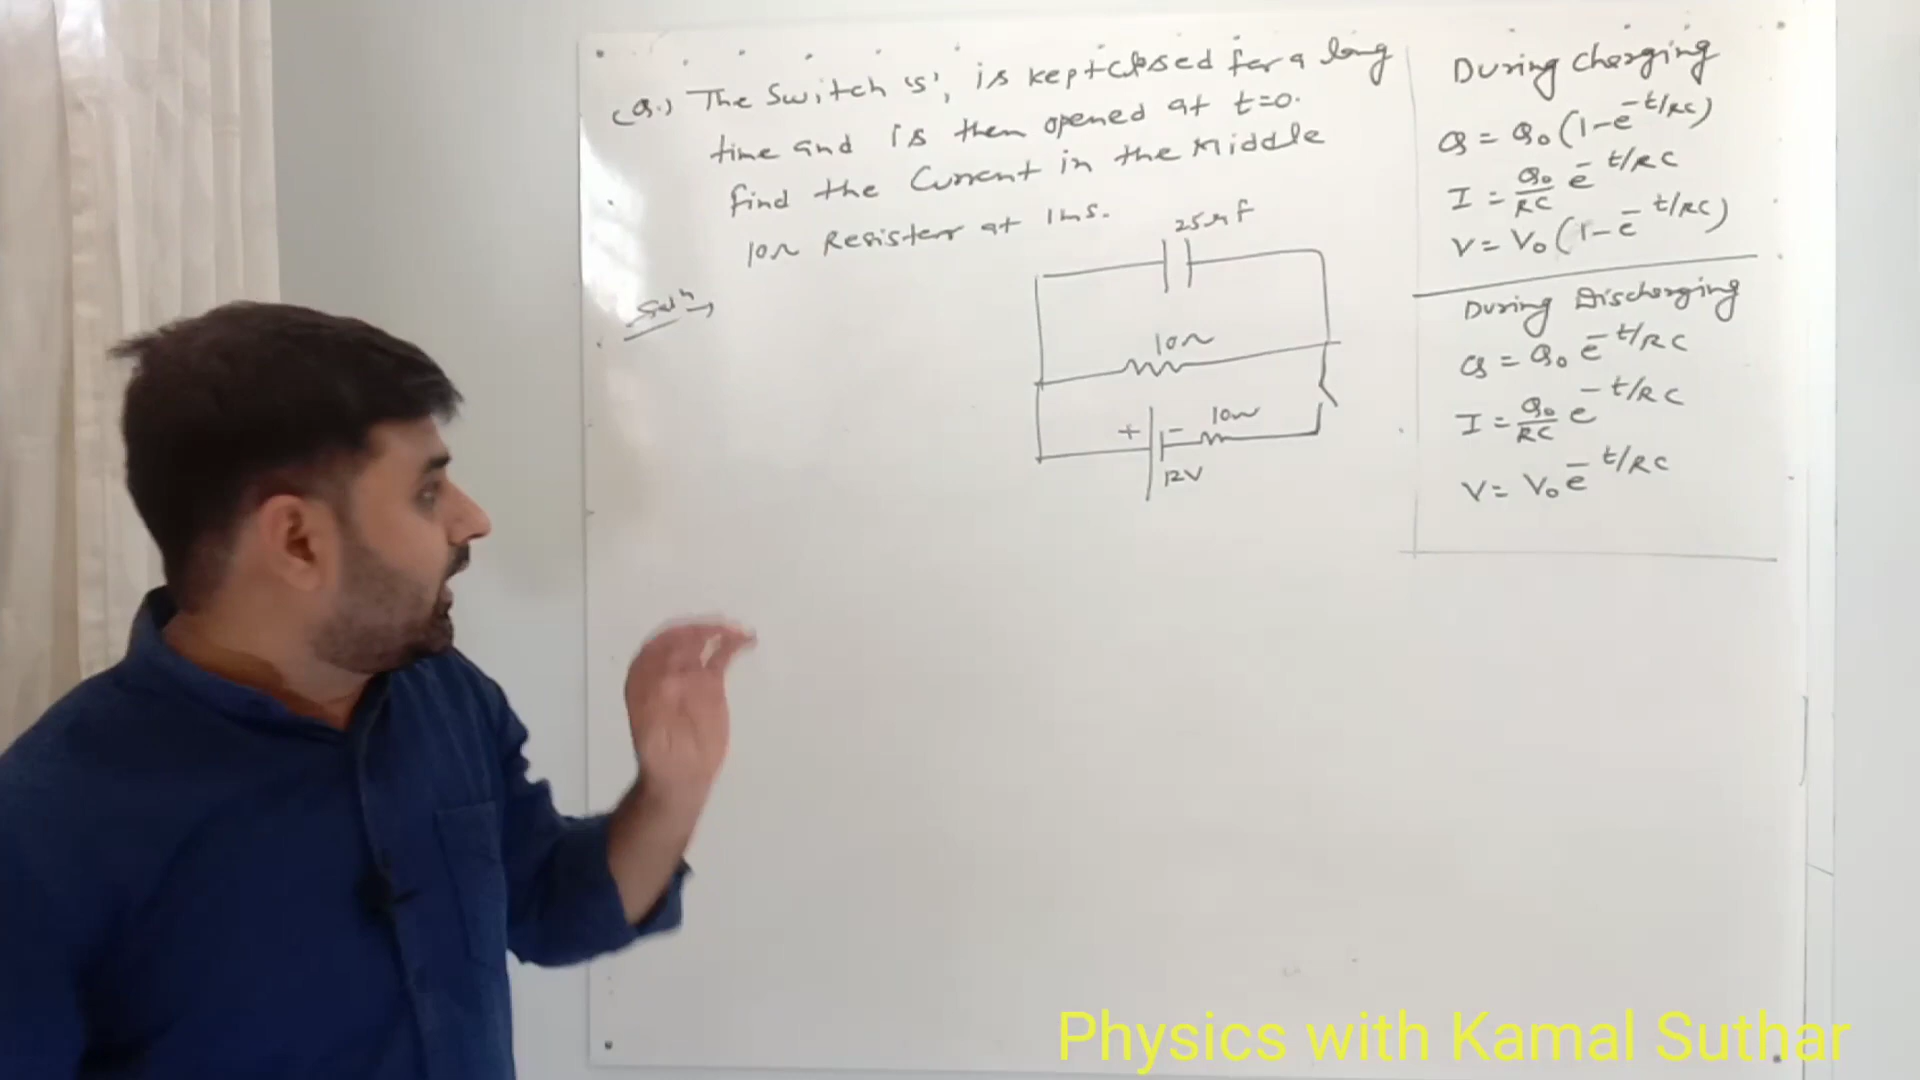 (Q.) The Switch 'S', is kept closed for a long
time and is then opened at t=0.
find the Current in the Middle
10Ω Resister at 1ms.
Solⁿ
25μF
10Ω
+ - 10Ω
12V
During Charging
Q = Q₀ (1-e^-t/RC)
I = Q₀/RC e^-t/RC
V = V₀ (1-e^-t/RC)
During Discharging
Q = Q₀ e^-t/RC
I = Q₀/RC e^-t/RC
V = V₀ e^-t/RC
Physics with Kamal Suthar